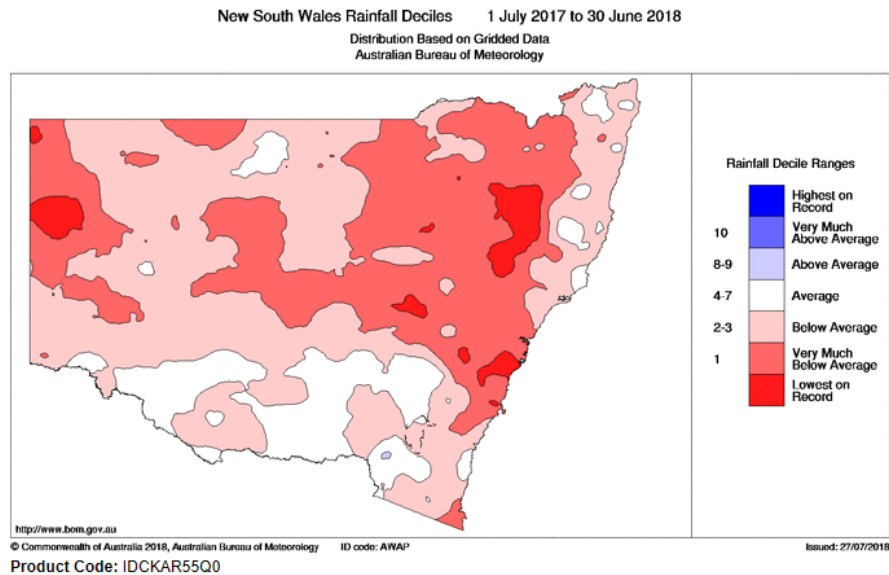 New South Wales Rainfall Deciles 1 July 2017 to 30 June 2018
Distribution Based on Gridded Data
Australian Bureau of Meteorology
Rainfall Decile Ranges
Highest on
Record
10 Very Much
Above Average
8-9 Above Average
4-7 Average
2-3 Below Average
1 Very Much
Below Average
Lowest on
Record
http://www.bom.gov.au
© Commonwealth of Australia 2018, Australian Bureau of Meteorology ID code: AWAP Issued: 27/07/2018
Product Code: IDCKAR55Q0